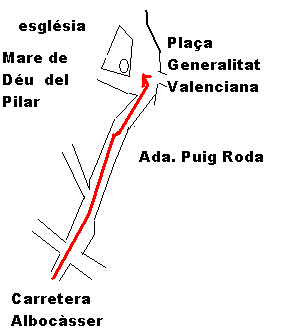 església
Mare de
Déu del
Pilar
Plaça
Generalitat
Valenciana
Ada. Puig Roda
Carretera
Albocàsser